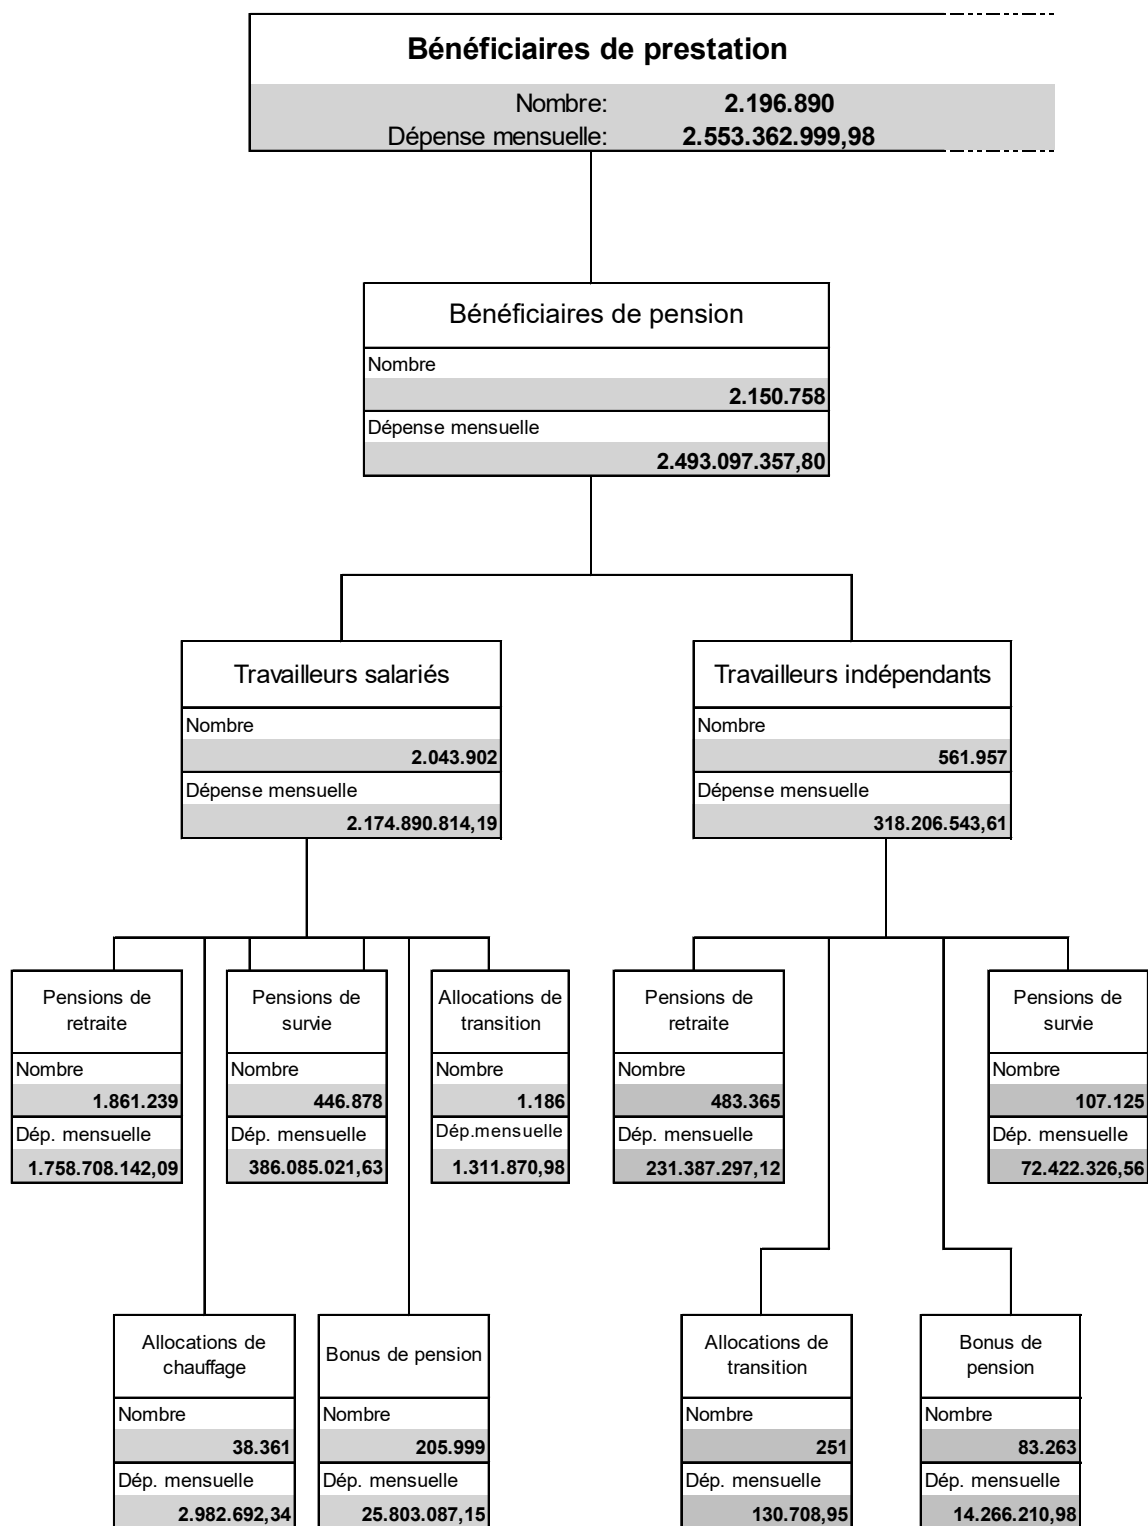 Bénéficiaires de prestation
Nombre: 2.196.890
Dépense mensuelle: 2.553.362.999,98
Bénéficiaires de pension
Nombre
2.150.758
Dépense mensuelle
2.493.097.357,80
Travailleurs salariés
Nombre
2.043.902
Dépense mensuelle
2.174.890.814,19
Travailleurs indépendants
Nombre
561.957
Dépense mensuelle
318.206.543,61
Pensions de
retraite
Nombre
1.861.239
Dép. mensuelle
1.758.708.142,09
Pensions de
survie
Nombre
446.878
Dép. mensuelle
386.085.021,63
Allocations de
transition
Nombre
1.186
Dép.mensuelle
1.311.870,98
Pensions de
retraite
Nombre
483.365
Dép. mensuelle
231.387.297,12
Pensions de
survie
Nombre
107.125
Dép. mensuelle
72.422.326,56
Allocations de
chauffage
Nombre
38.361
Dép. mensuelle
2.982.692,34
Bonus de pension
Nombre
205.999
Dép. mensuelle
25.803.087,15
Allocations de
transition
Nombre
251
Dép. mensuelle
130.708,95
Bonus de
pension
Nombre
83.263
Dép. mensuelle
14.266.210,98